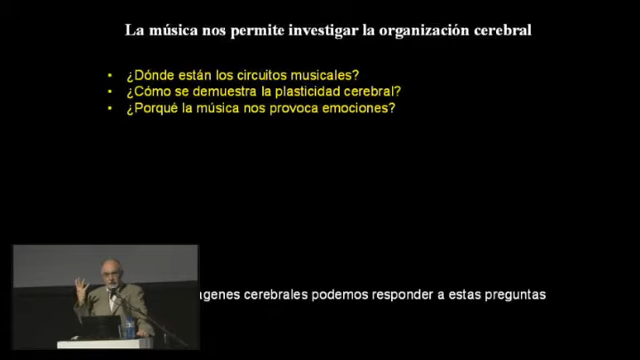 La música nos permite investigar la organización cerebral
• ¿Dónde están los circuitos musicales?
• ¿Cómo se demuestra la plasticidad cerebral?
• ¿Porqué la música nos provoca emociones?
cerebrales podemos responder a estas preguntas